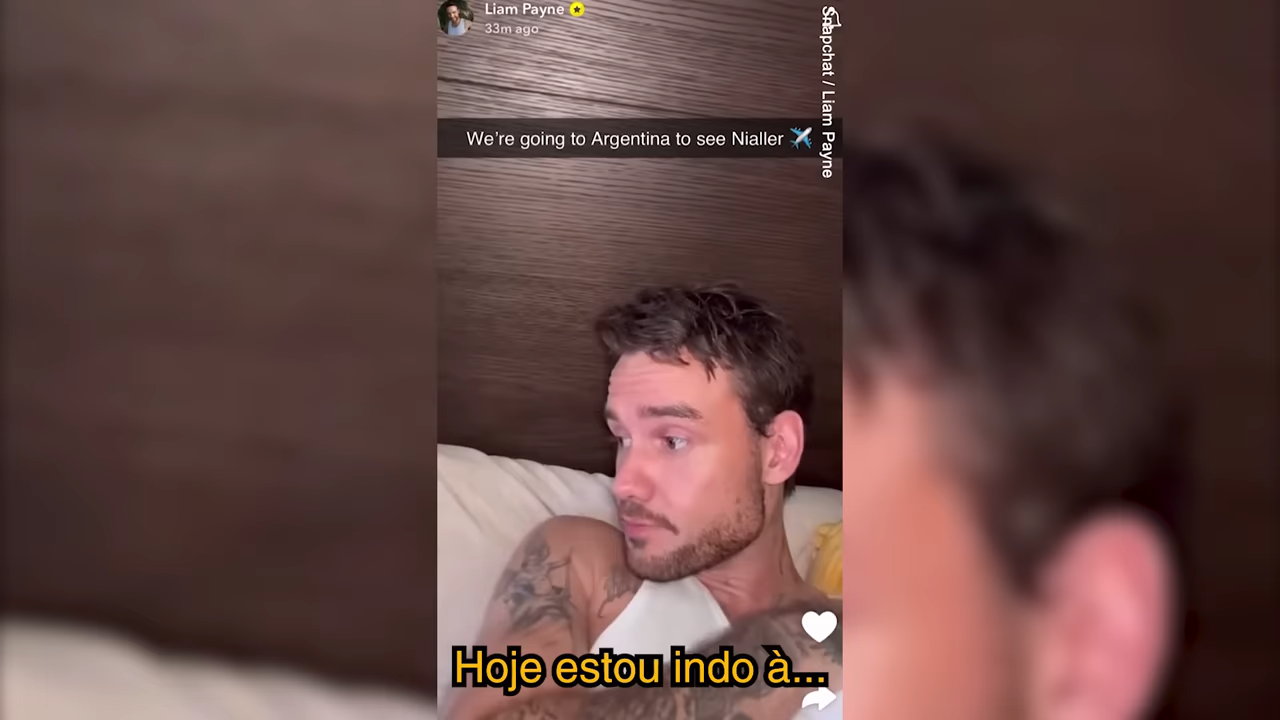 Liam Payne
33m ago
Snapchat / Liam Payne
We're going to Argentina to see Nialler ✈️
Hoje estou indo à...